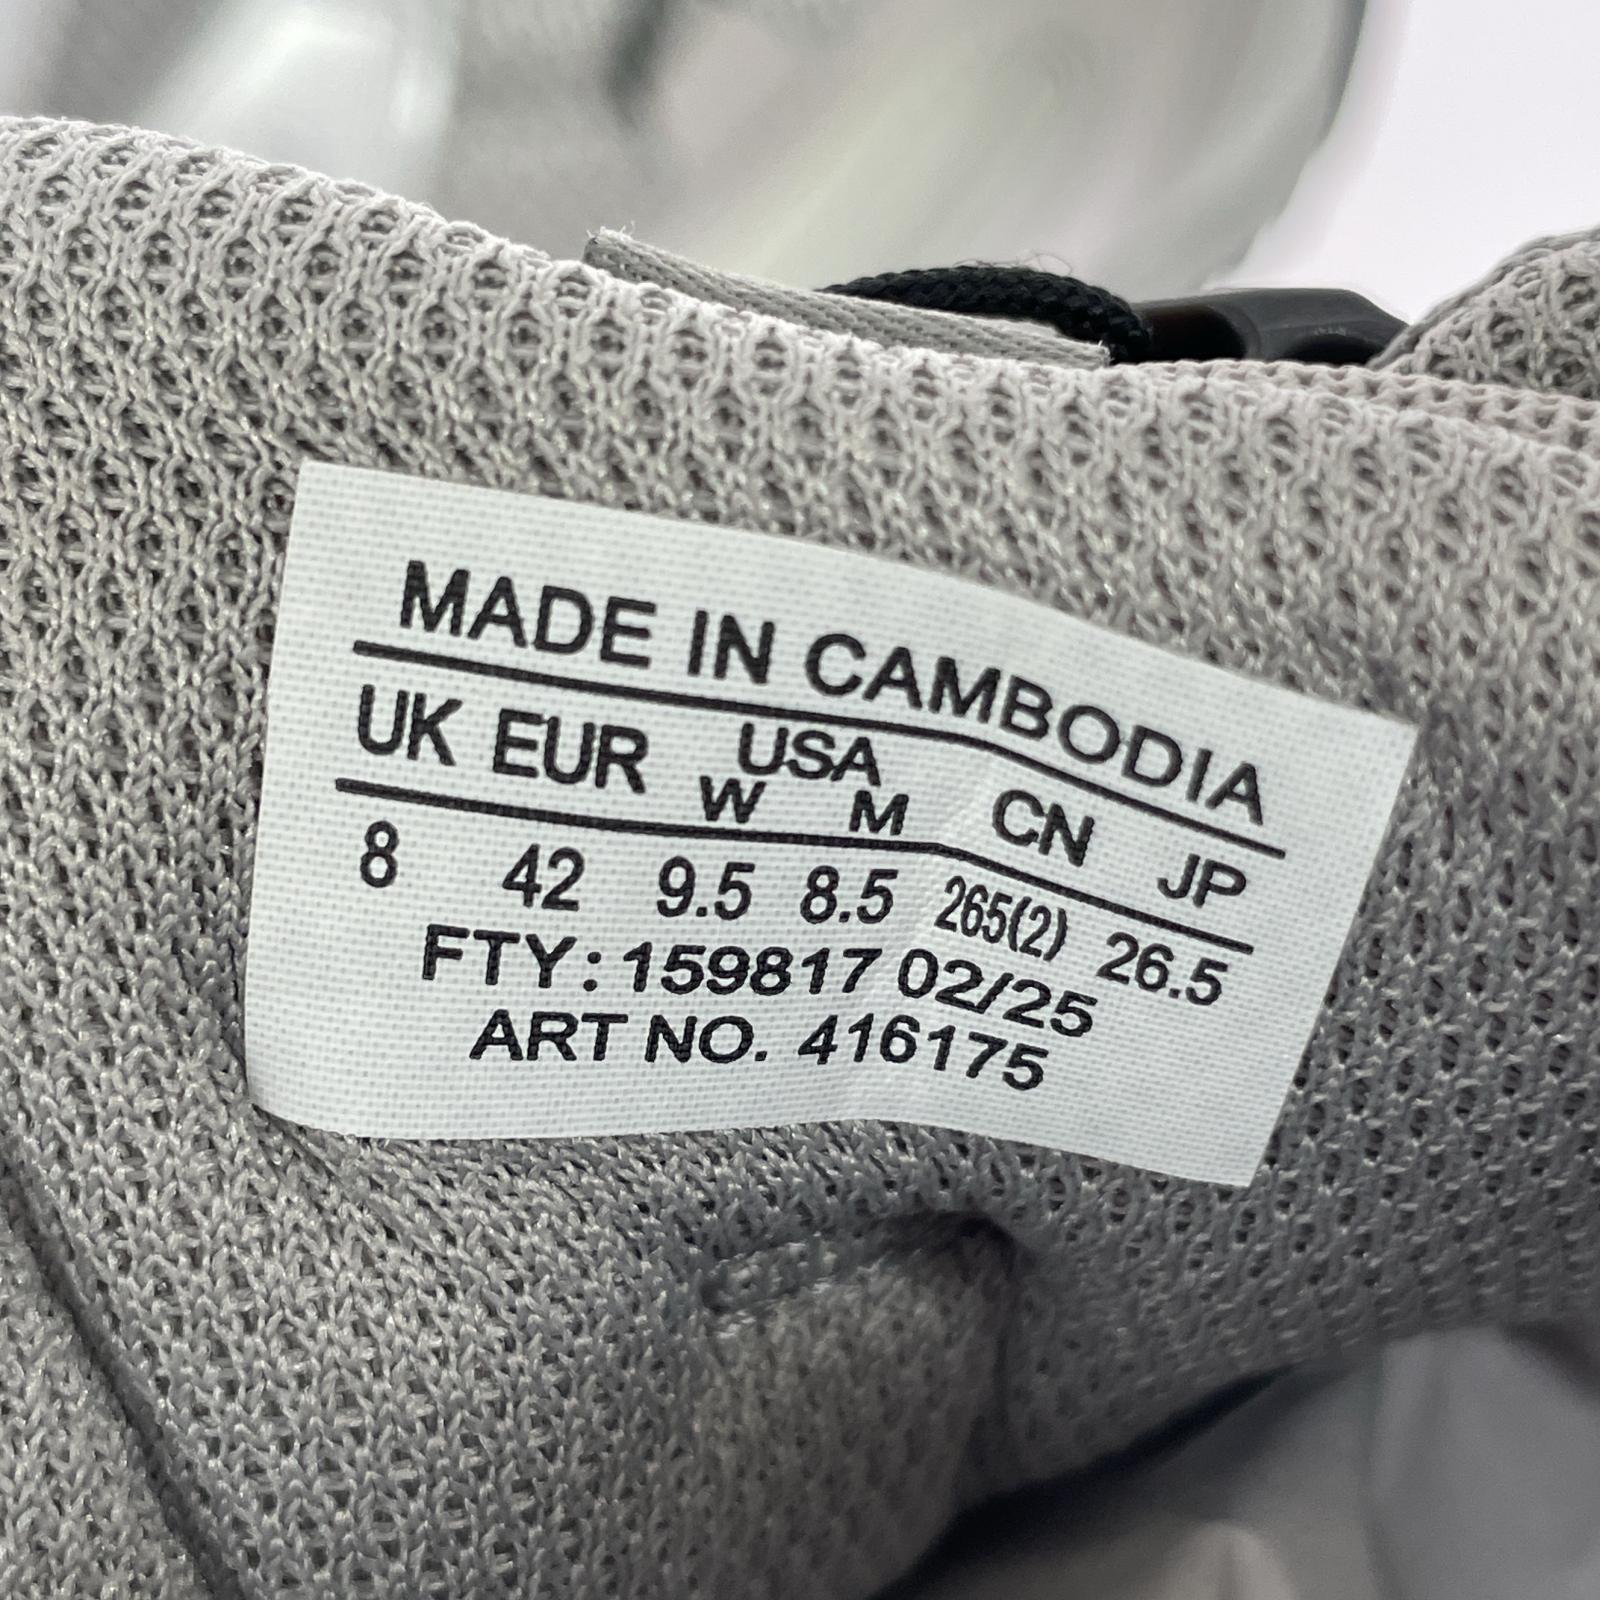 MADE IN CAMBODIA
UK EUR USA CN JP
W M
8 42 9.5 8.5 265(2) 26.5
FTY: 159817 02/25
ART NO. 416175